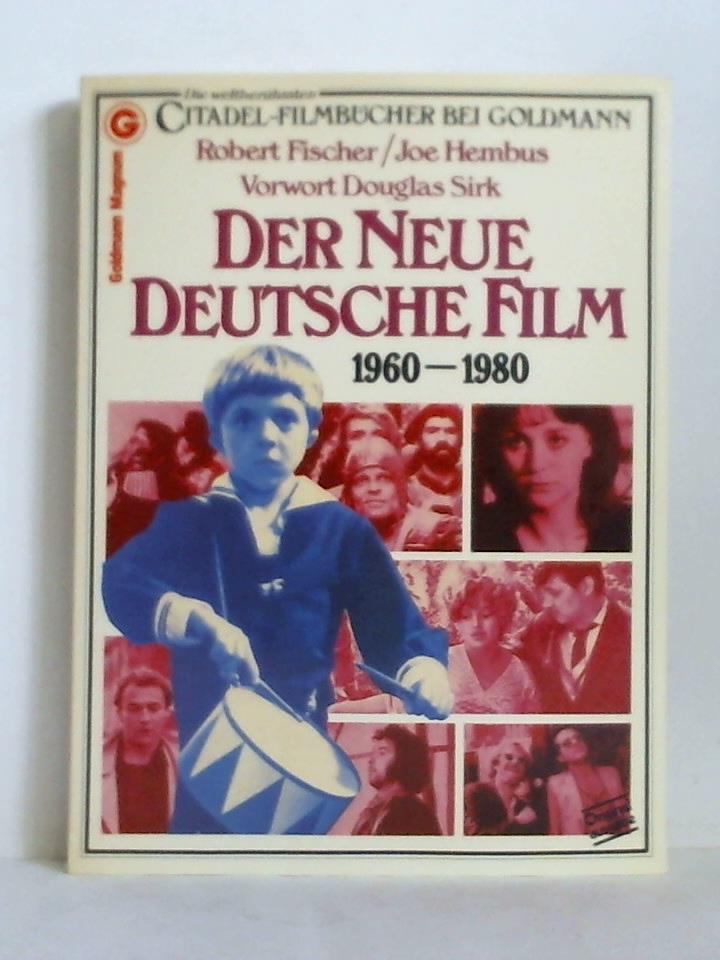 Die weltberühmten
CITADEL-FILMBÜCHER BEI GOLDMANN
G
Goldmann Magnum
Robert Fischer/Joe Hembus
Vorwort Douglas Sirk
DER NEUE
DEUTSCHE FILM
1960—1980